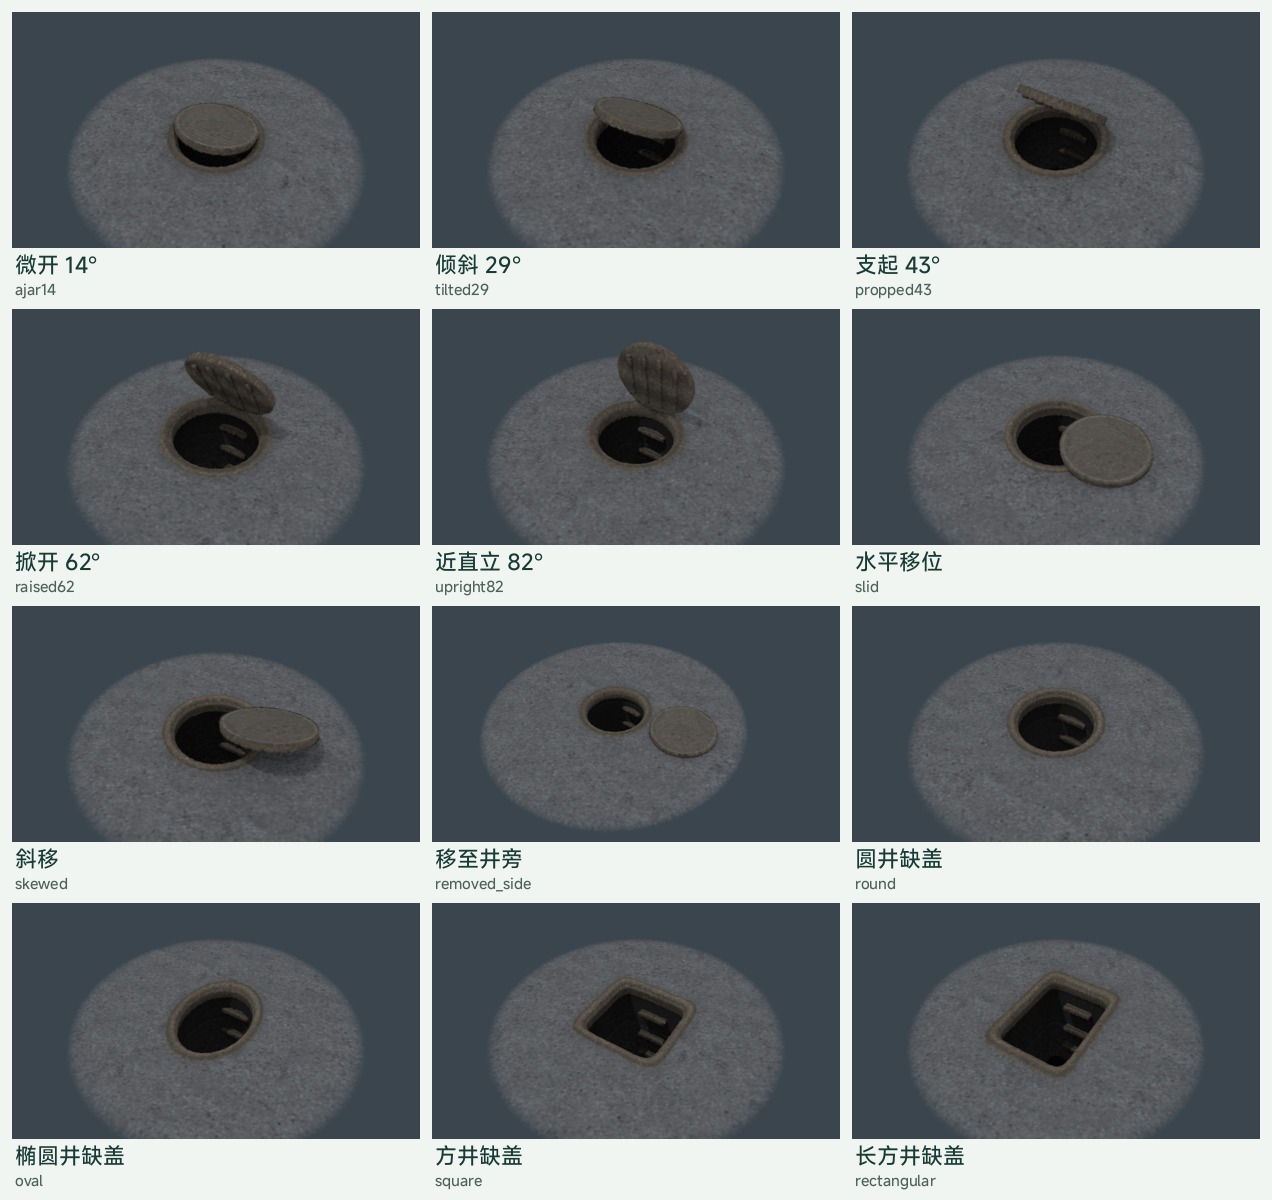 微开 14°
ajar14
倾斜 29°
tilted29
支起 43°
propped43
掀开 62°
raised62
近直立 82°
upright82
水平移位
slid
斜移
skewed
移至井旁
removed_side
圆井缺盖
round
椭圆井缺盖
oval
方井缺盖
square
长方井缺盖
rectangular